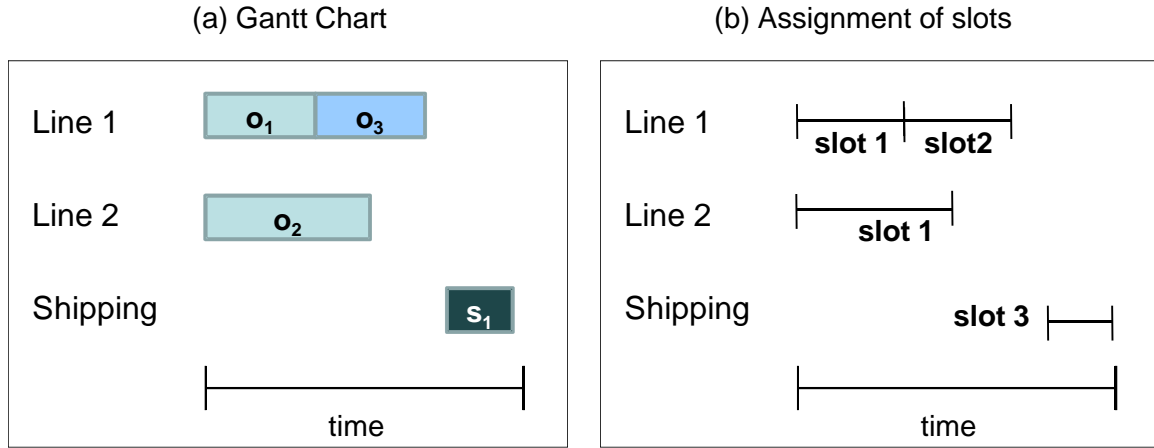 (a) Gantt Chart
Line 1
o₁ o₃
Line 2
o₂
Shipping
s₁
time
(b) Assignment of slots
Line 1
slot 1 slot2
Line 2
slot 1
Shipping
slot 3
time